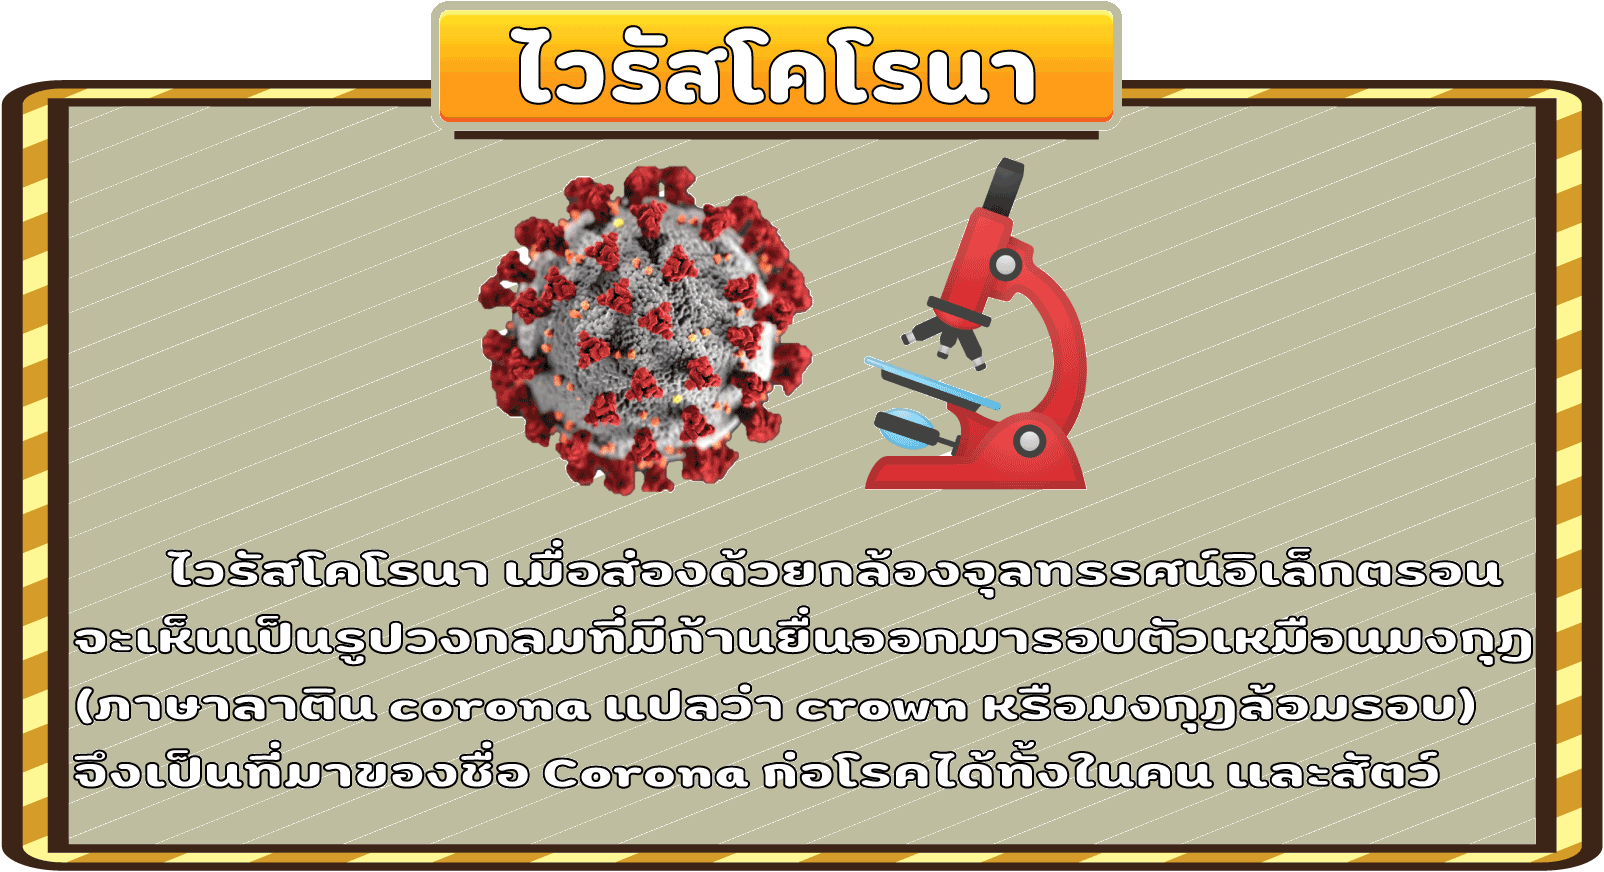 ไวรัสโคโรนา
ไวรัสโคโรนา เมื่อส่องด้วยกล้องจุลทรรศน์อิเล็กตรอน
จะเห็นเป็นรูปวงกลมที่มีก้านยื่นออกมารอบตัวเหมือนมงกุฎ
(ภาษาลาติน corona แปลว่า crown หรือมงกุฎล้อมรอบ)
จึงเป็นที่มาของชื่อ Corona ก่อโรคได้ทั้งในคน และสัตว์